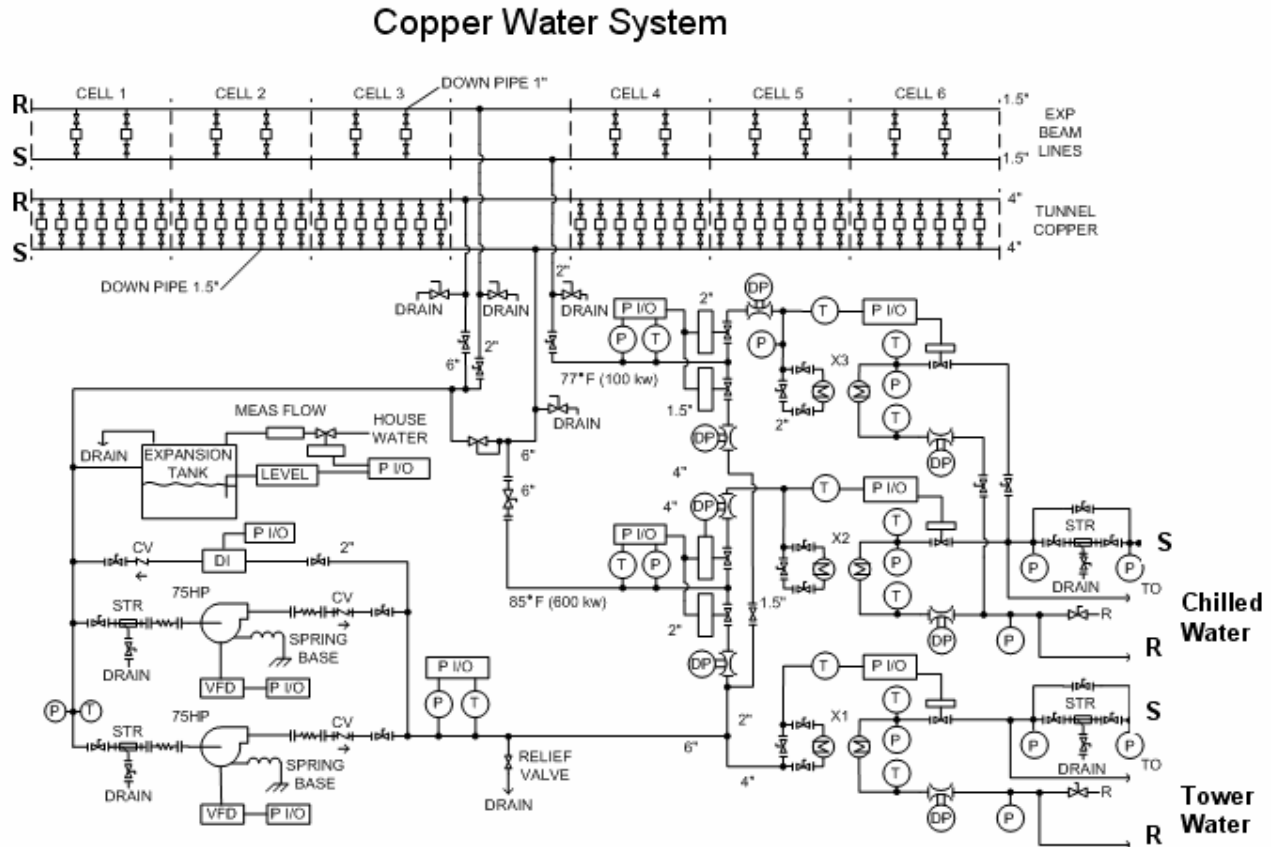 Copper Water System
CELL 1 CELL 2 CELL 3 DOWN PIPE 1" CELL 4 CELL 5 CELL 6
R 1.5"
EXP
BEAM
LINES
S 1.5"
R 4"
TUNNEL
COPPER
S 4"
DOWN PIPE 1.5"
DRAIN DRAIN 2" DRAIN
6" 2"
P I/O 2" DP T P I/O
P T P X3 T
P
T
77°F (100 kw)
1.5" 2"
DRAIN
MEAS FLOW HOUSE
WATER
DRAIN EXPANSION
TANK
LEVEL P I/O
6"
6"
DP DP
4"
4" DP T P I/O
P I/O
T P X2 T
P
T
STR S
P DRAIN P TO
P I/O
CV DI 2"
85°F (600 kw)
2" 1.5"
DP P R
Chilled
Water
R
75HP
STR CV
SPRING
BASE
DRAIN
VFD P I/O
DP
P I/O T P I/O
P T
P T
75HP
STR CV
2" X1 T
P
T
STR S
P DRAIN P TO
6"
4"
RELIEF
VALVE
DRAIN
SPRING
BASE
DRAIN
VFD P I/O
DP P R
Tower
Water
R